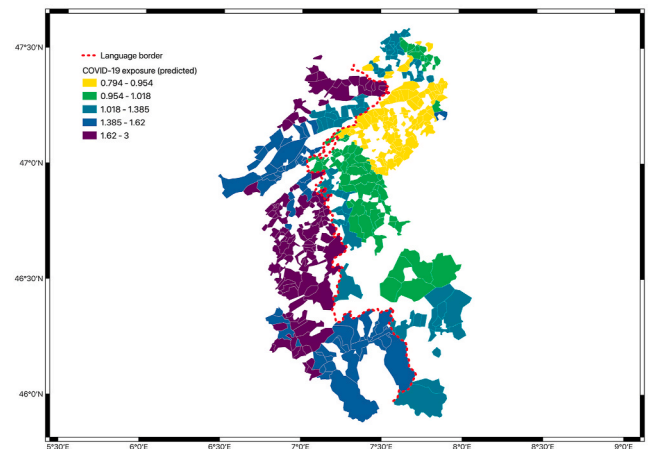 47°30'N
47°0'N
46°30'N
46°0'N
Language border
COVID-19 exposure (predicted)
0.794 - 0.954
0.954 - 1.018
1.018 - 1.385
1.385 - 1.62
1.62 - 3
5°30'E
6°0'E
6°30'E
7°0'E
7°30'E
8°0'E
8°30'E
9°0'E